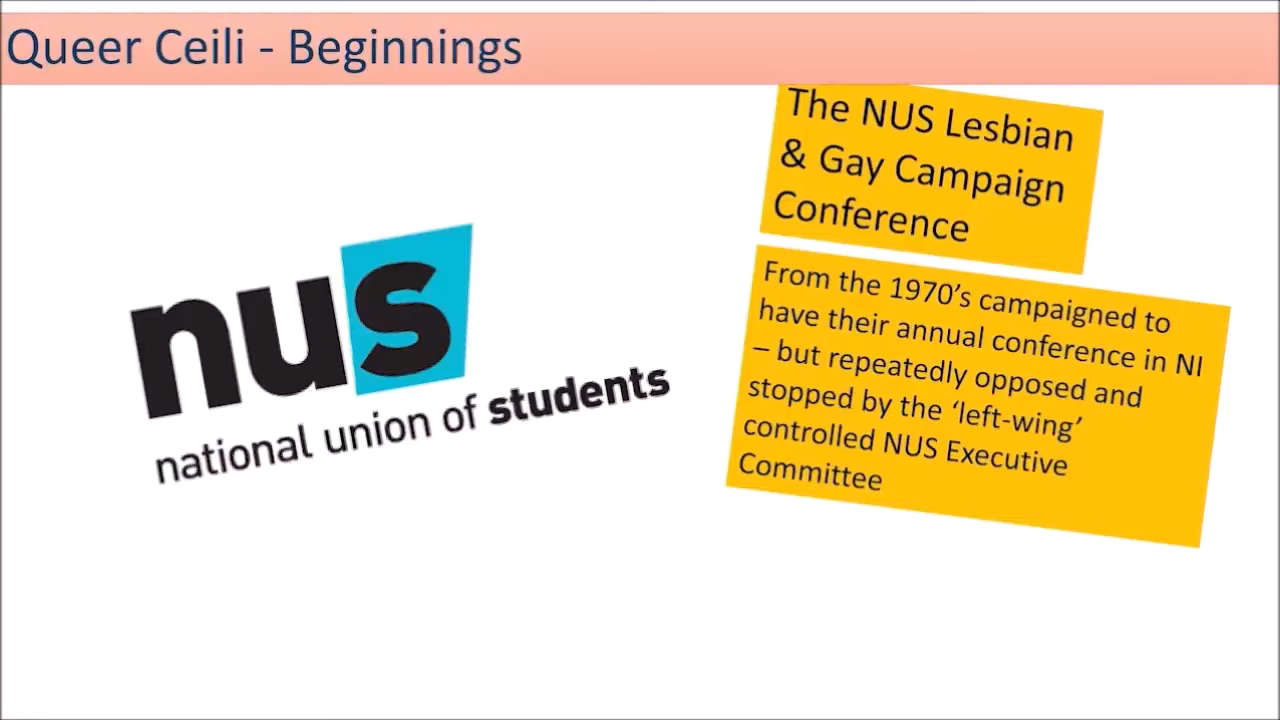 Queer Ceili - Beginnings
The NUS Lesbian
& Gay Campaign
Conference
nus
national union of students
From the 1970's campaigned to
have their annual conference in NI
– but repeatedly opposed and
stopped by the 'left-wing'
controlled NUS Executive
Committee